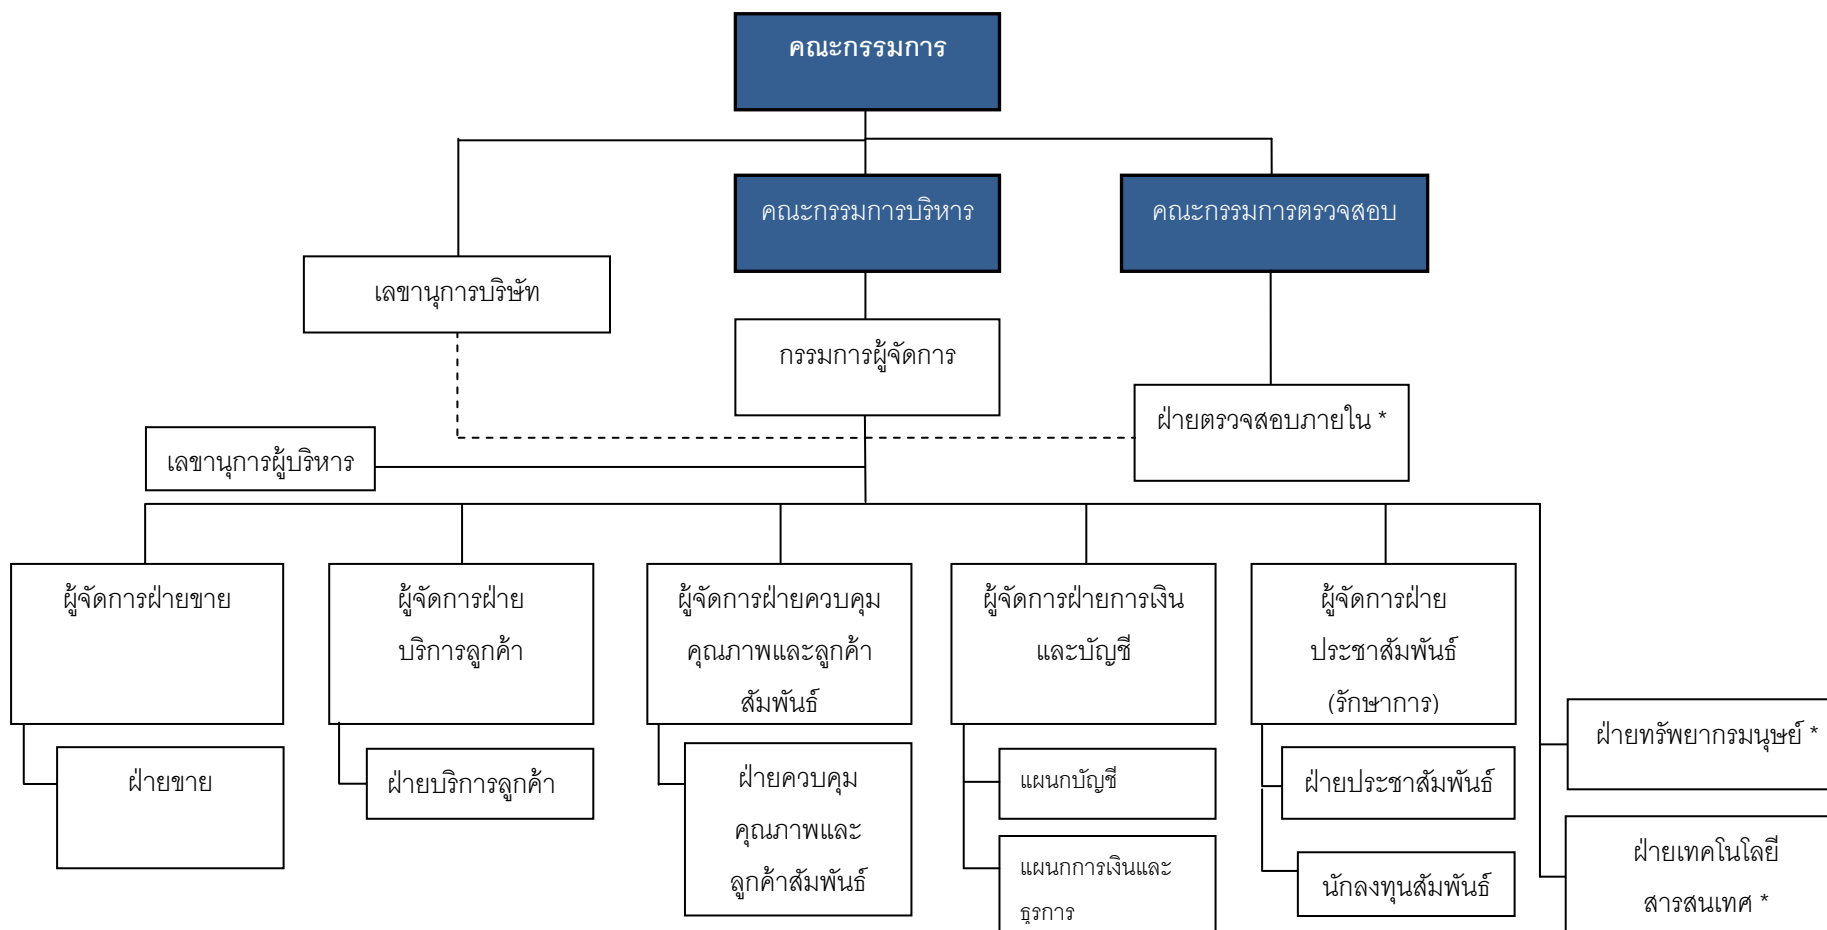 คณะกรรมการ
คณะกรรมการบริหาร
คณะกรรมการตรวจสอบ
เลขานุการบริษัท
กรรมการผู้จัดการ
ฝ่ายตรวจสอบภายใน *
เลขานุการผู้บริหาร
ผู้จัดการฝ่ายขาย
ผู้จัดการฝ่าย
บริการลูกค้า
ผู้จัดการฝ่ายควบคุม
คุณภาพและลูกค้า
สัมพันธ์
ผู้จัดการฝ่ายการเงิน
และบัญชี
ผู้จัดการฝ่าย
ประชาสัมพันธ์
(รักษาการ)
ฝ่ายทรัพยากรมนุษย์ *
ฝ่ายขาย
ฝ่ายบริการลูกค้า
ฝ่ายควบคุม
คุณภาพและ
ลูกค้าสัมพันธ์
แผนกบัญชี
แผนกการเงินและ
ธุรการ
ฝ่ายประชาสัมพันธ์
นักลงทุนสัมพันธ์
ฝ่ายเทคโนโลยี
สารสนเทศ *